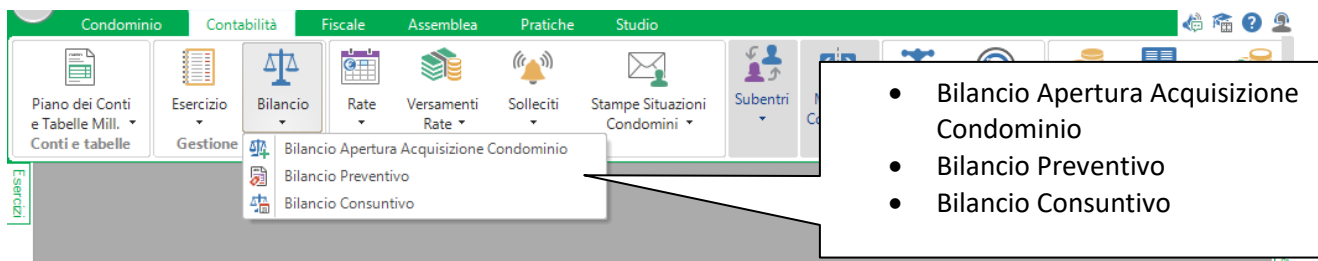 Condominio Contabilità Fiscale Assemblea Pratiche Studio
Piano dei Conti
e Tabelle Mill.
Esercizio
Bilancio
Rate
Versamenti
Rate
Solleciti
Stampe Situazioni
Condomini
Subentri
Conti e tabelle
Gestione
Bilancio Apertura Acquisizione Condominio
Bilancio Preventivo
Bilancio Consuntivo
Esercizi
• Bilancio Apertura Acquisizione
Condominio
• Bilancio Preventivo
• Bilancio Consuntivo